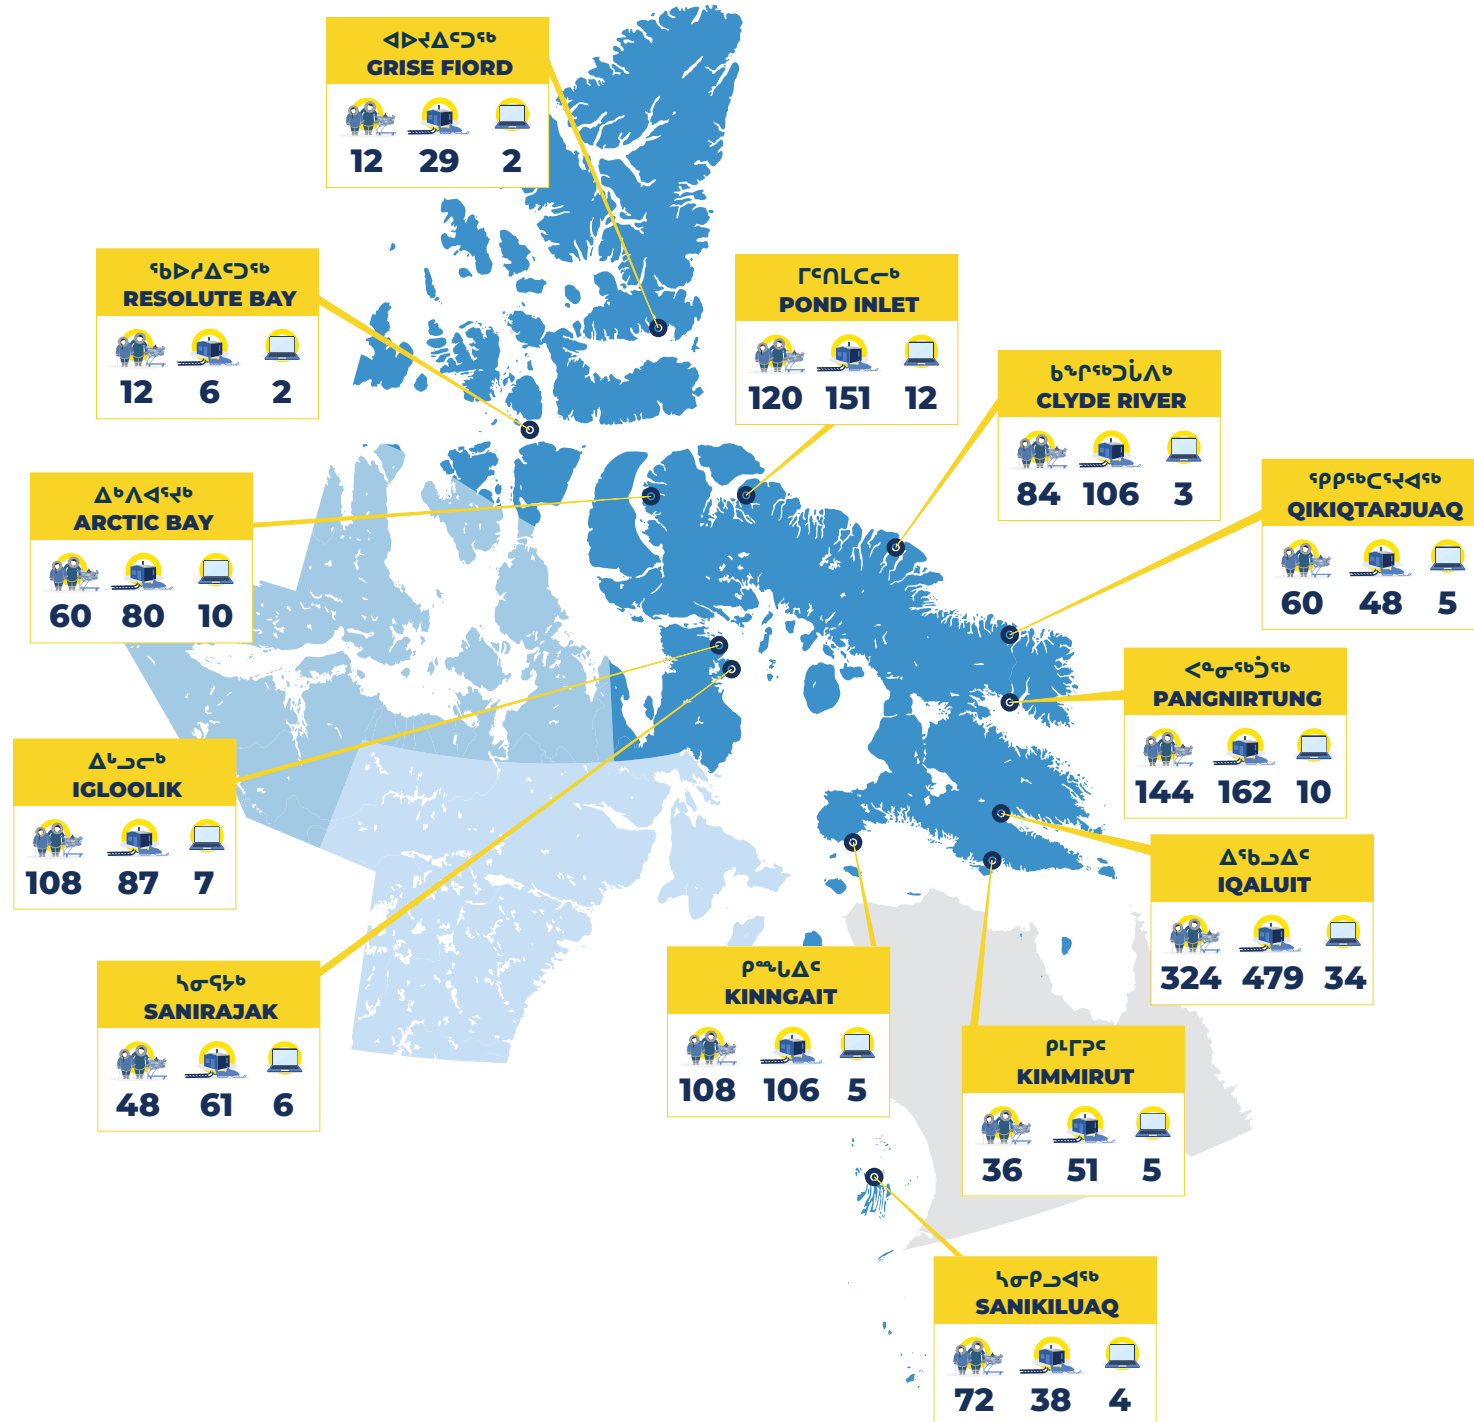 ᐊᐅᔪᐃᑦᑐᖅ
GRISE FIORD
12 29 2
ᖃᐅᓱᐃᑦᑐᖅ
RESOLUTE BAY
12 6 2
ᒥᑦᑎᒪᑕᓕᒃ
POND INLET
120 151 12
ᑲᖏᖅᑐᒑᐱᒃ
CLYDE RIVER
84 106 3
ᕿᑭᖅᑕᕐᔪᐊᖅ
QIKIQTARJUAQ
60 48 5
ᐃᒃᐱᐊᕐᔪᒃ
ARCTIC BAY
60 80 10
ᐸᓐᓂᖅᑑᖅ
PANGNIRTUNG
144 162 10
ᐃᒡᓗᓕᒃ
IGLOOLIK
108 87 7
ᐃᖃᓗᐃᑦ
IQALUIT
324 479 34
ᓴᓂᕋᔭᒃ
SANIRAJAK
48 61 6
ᑭᙵᐃᑦ
KINNGAIT
108 106 5
ᑭᒻᒥᕈᑦ
KIMMIRUT
36 51 5
ᓴᓂᑭᓗᐊᖅ
SANIKILUAQ
72 38 4